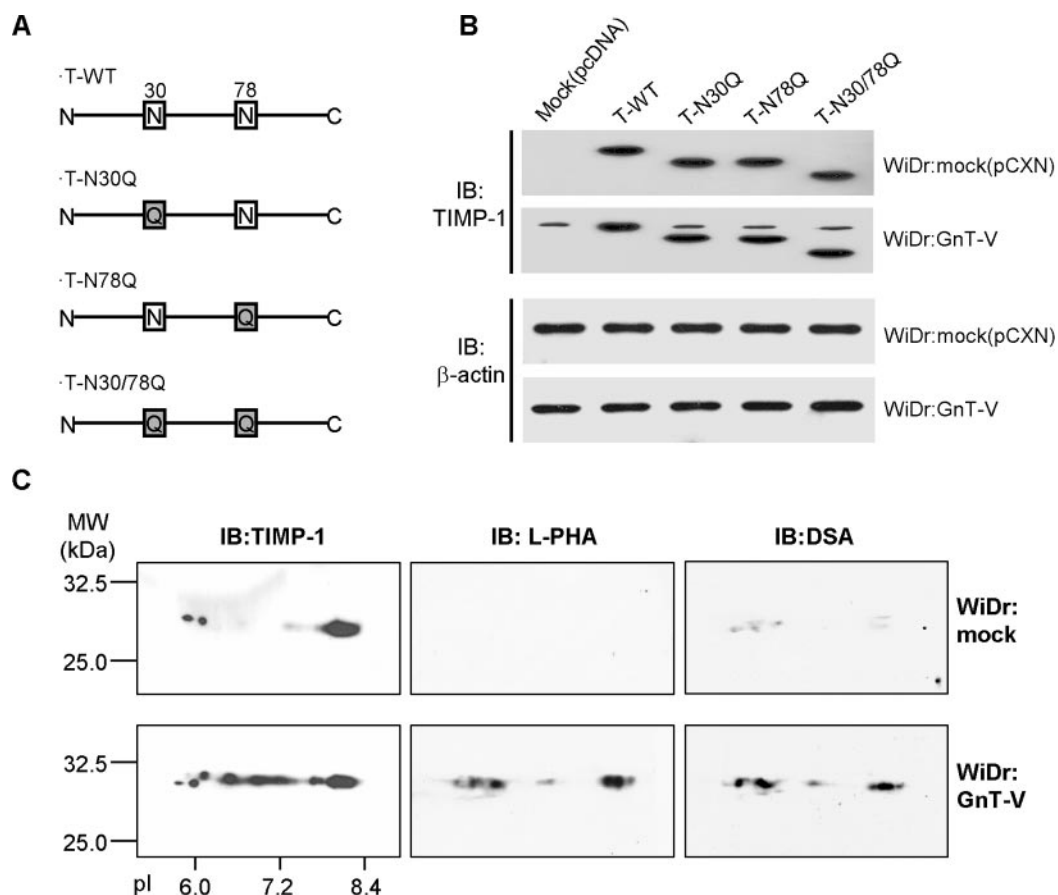 A
·T-WT
30 78
N N N C
·T-N30Q
N Q N C
·T-N78Q
N N Q C
·T-N30/78Q
N Q Q C
B
Mock(pcDNA)
T-WT
T-N30Q
T-N78Q
T-N30/78Q
IB:
TIMP-1
WiDr:mock(pCXN)
WiDr:GnT-V
IB:
β-actin
WiDr:mock(pCXN)
WiDr:GnT-V
C
MW
(kDa)
IB:TIMP-1
IB: L-PHA
IB:DSA
32.5
25.0
WiDr:
mock
32.5
25.0
WiDr:
GnT-V
pI 6.0 7.2 8.4